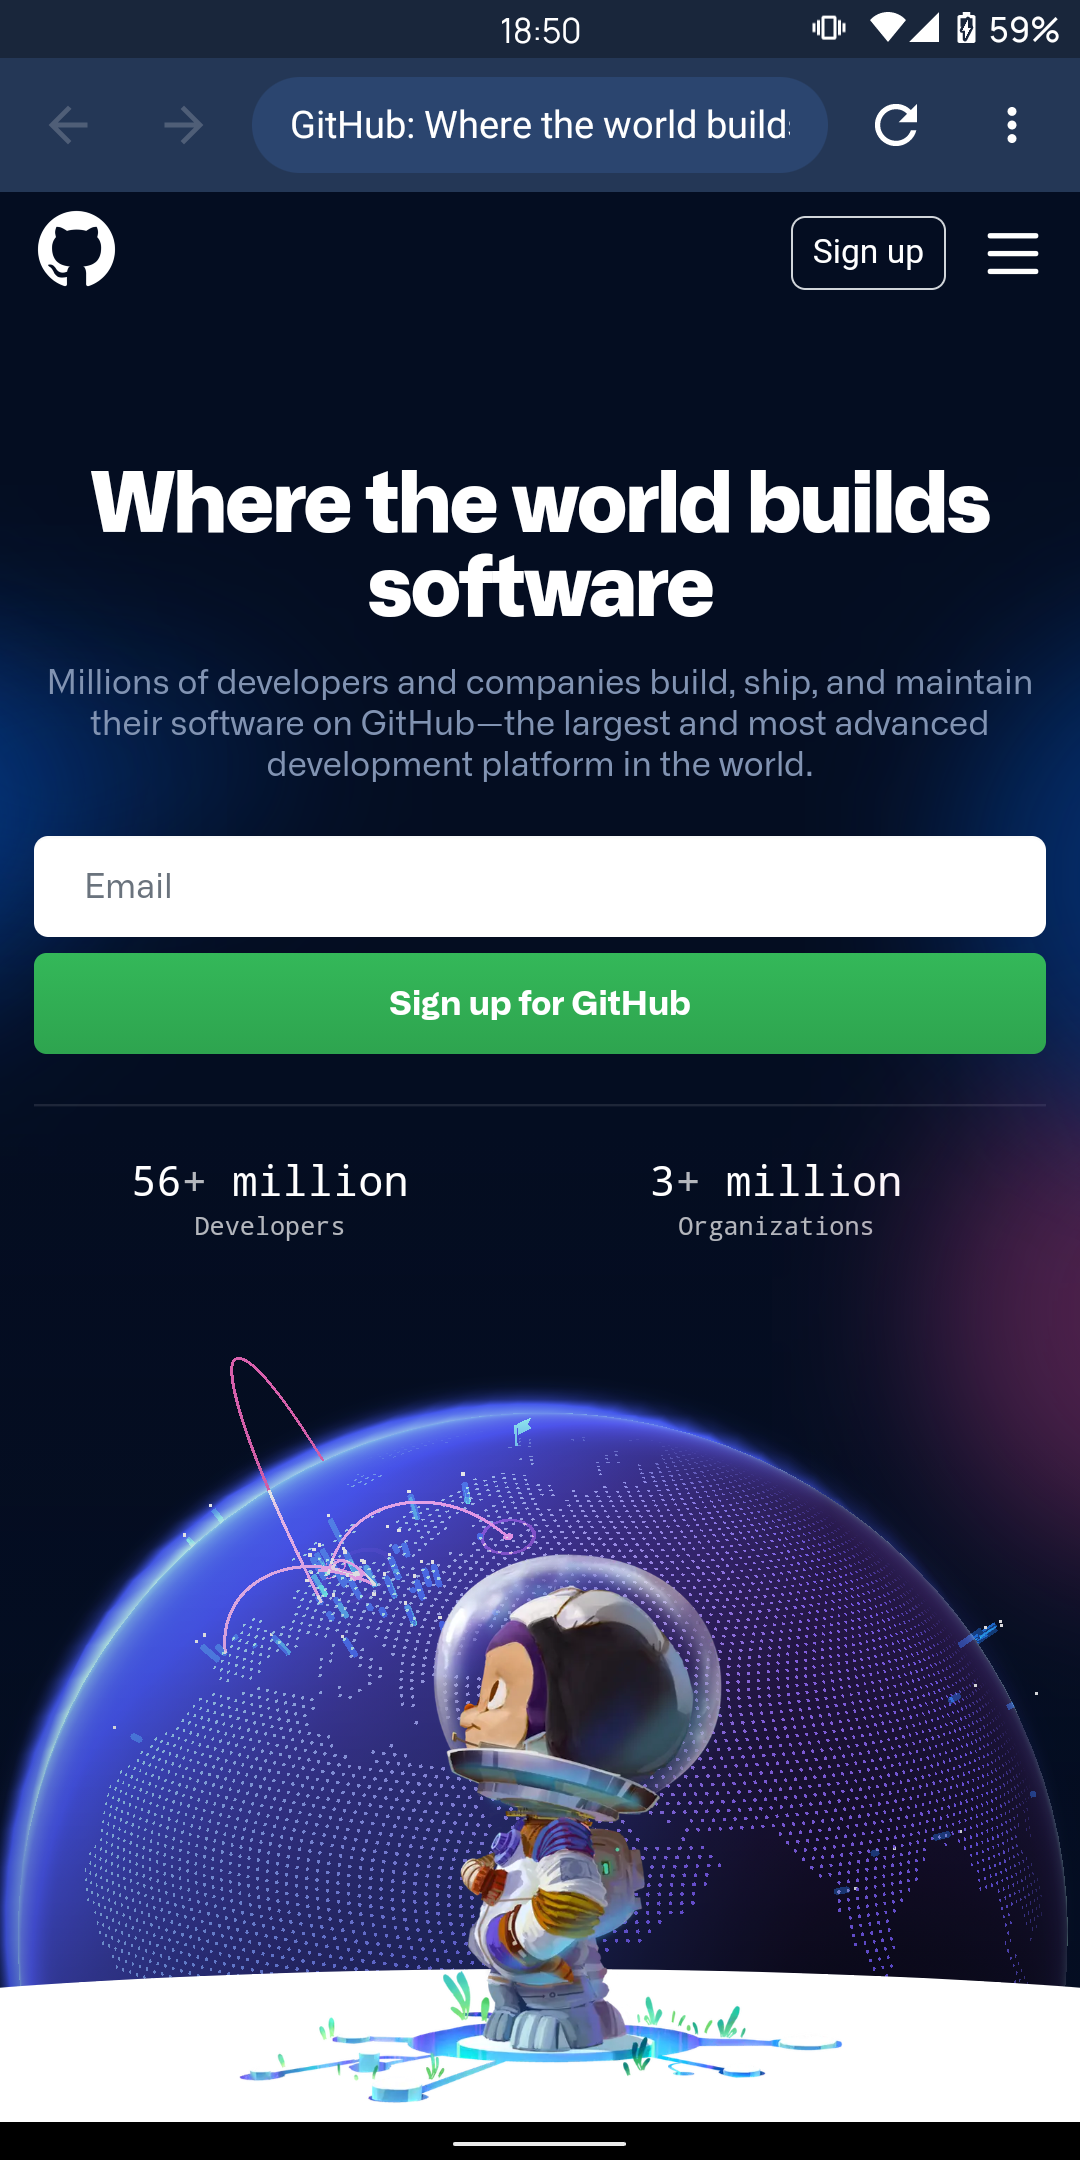 18:50
59%
GitHub: Where the world build
Sign up
Where the world builds
software
Millions of developers and companies build, ship, and maintain
their software on GitHub—the largest and most advanced
development platform in the world.
Email
Sign up for GitHub
56+ million
Developers
3+ million
Organizations